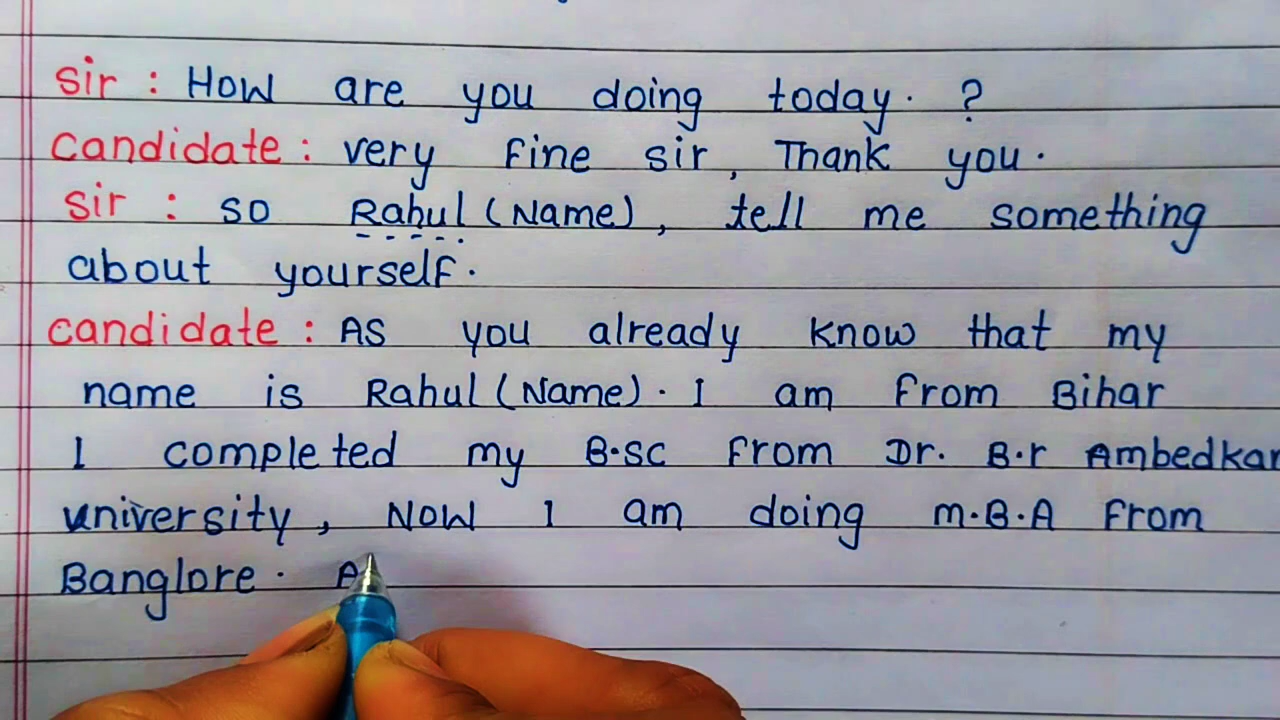 sir : How are you doing today. ?
candidate : very fine sir, Thank you.
sir : so Rahul (Name), tell me something
about yourself.
candidate : As you already know that my
name is Rahul (Name). I am from Bihar
I completed my B.sc from Dr. B.r Ambedkar
university, Now I am doing m.B.A from
Banglore. A